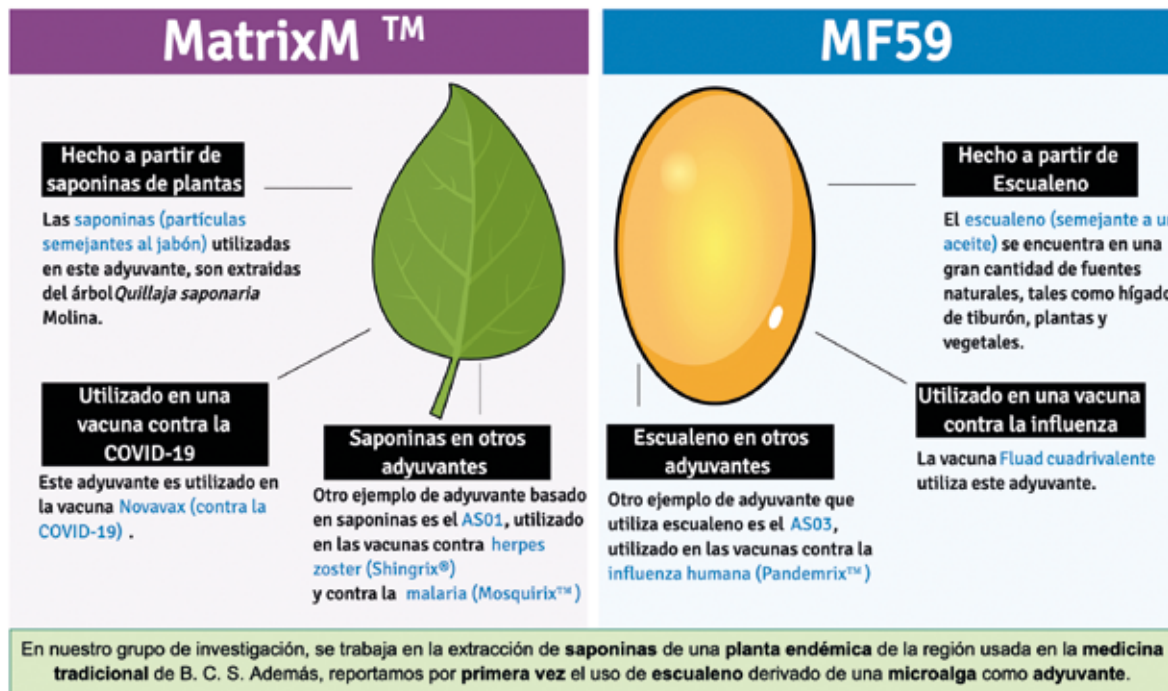 MatrixM ™
Hecho a partir de
saponinas de plantas
Las saponinas (partículas
semejantes al jabón) utilizadas
en este adyuvante, son extraidas
del árbol Quillaja saponaria
Molina.
Utilizado en una
vacuna contra la
COVID-19
Este adyuvante es utilizado en
la vacuna Novavax (contra la
COVID-19) .
Saponinas en otros
adyuvantes
Otro ejemplo de adyuvante basado
en saponinas es el AS01, utilizado
en las vacunas contra herpes
zoster (Shingrix®)
y contra la malaria (Mosquirix™)
MF59
Hecho a partir de
Escualeno
El escualeno (semejante a un
aceite) se encuentra en una
gran cantidad de fuentes
naturales, tales como hígado
de tiburón, plantas y
vegetales.
Escualeno en otros
adyuvantes
Otro ejemplo de adyuvante que
utiliza escualeno es el AS03,
utilizado en las vacunas contra la
influenza humana (Pandemrix™)
Utilizado en una vacuna
contra la influenza
La vacuna Fluad cuadrivalente
utiliza este adyuvante.
En nuestro grupo de investigación, se trabaja en la extracción de saponinas de una planta endémica de la región usada en la medicina
tradicional de B. C. S. Además, reportamos por primera vez el uso de escualeno derivado de una microalga como adyuvante.